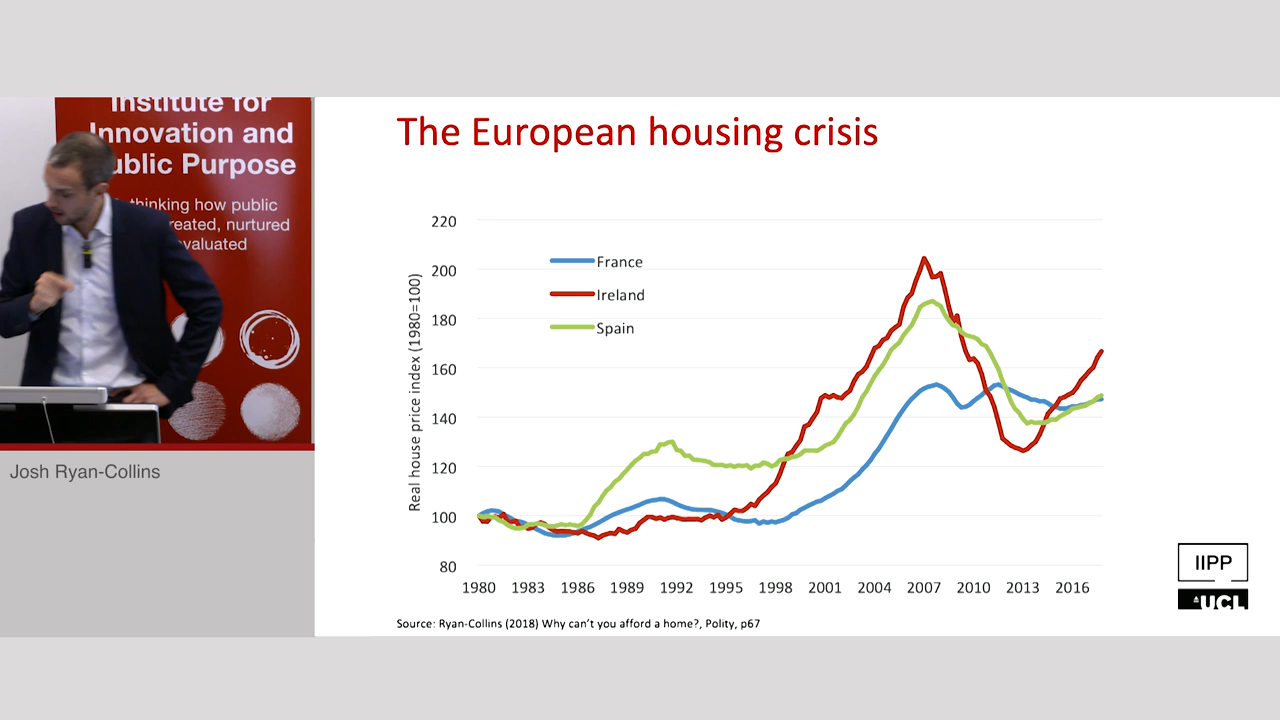 Institute for
Innovation and
ublic Purpose
thinking how public
reated, nurtured
valuated
Josh Ryan-Collins
The European housing crisis
220
200
180
160
140
120
100
80
Real house price index (1980=100)
France
Ireland
Spain
1980 1983 1986 1989 1992 1995 1998 2001 2004 2007 2010 2013 2016
Source: Ryan-Collins (2018) Why can't you afford a home?, Polity, p67
IIPP
UCL